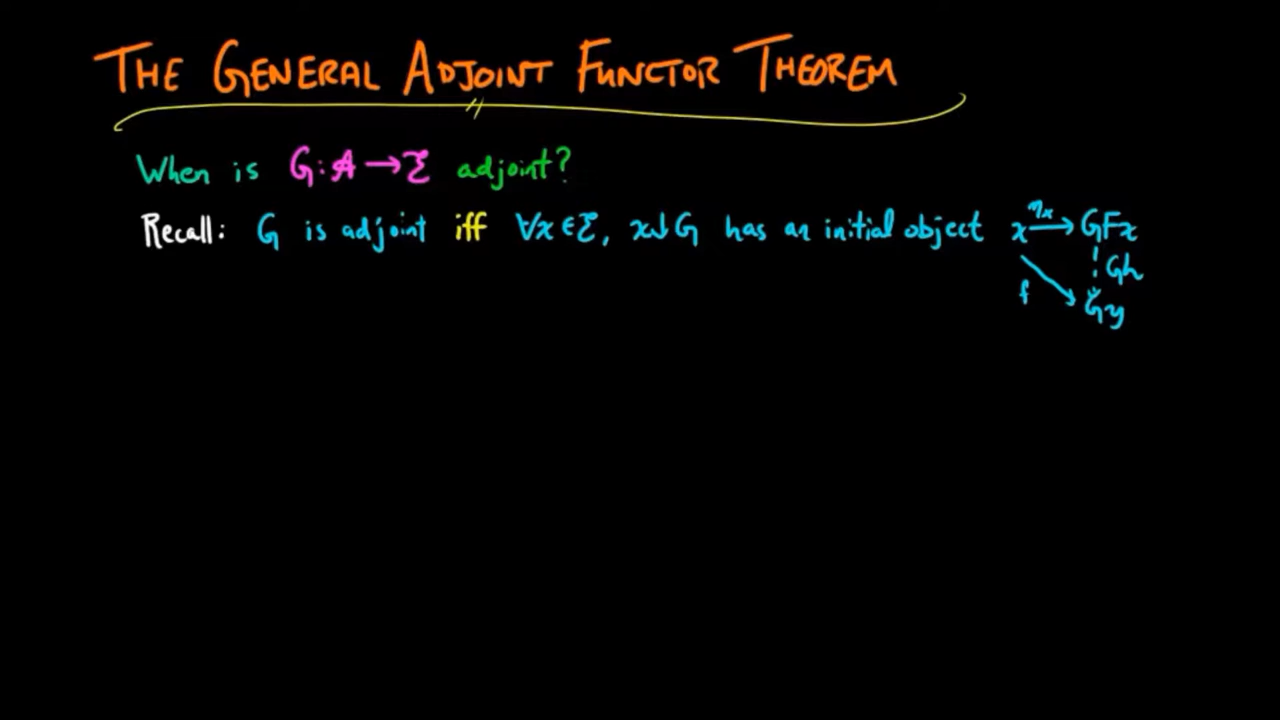 THE GENERAL ADJOINT FUNCTOR THEOREM
When is G: 𝒜 → ℰ adjoint?
Recall: G is adjoint iff ∀x∈ℰ, x↓G has an initial object x →ηx GFx
f ! Gh
Gy